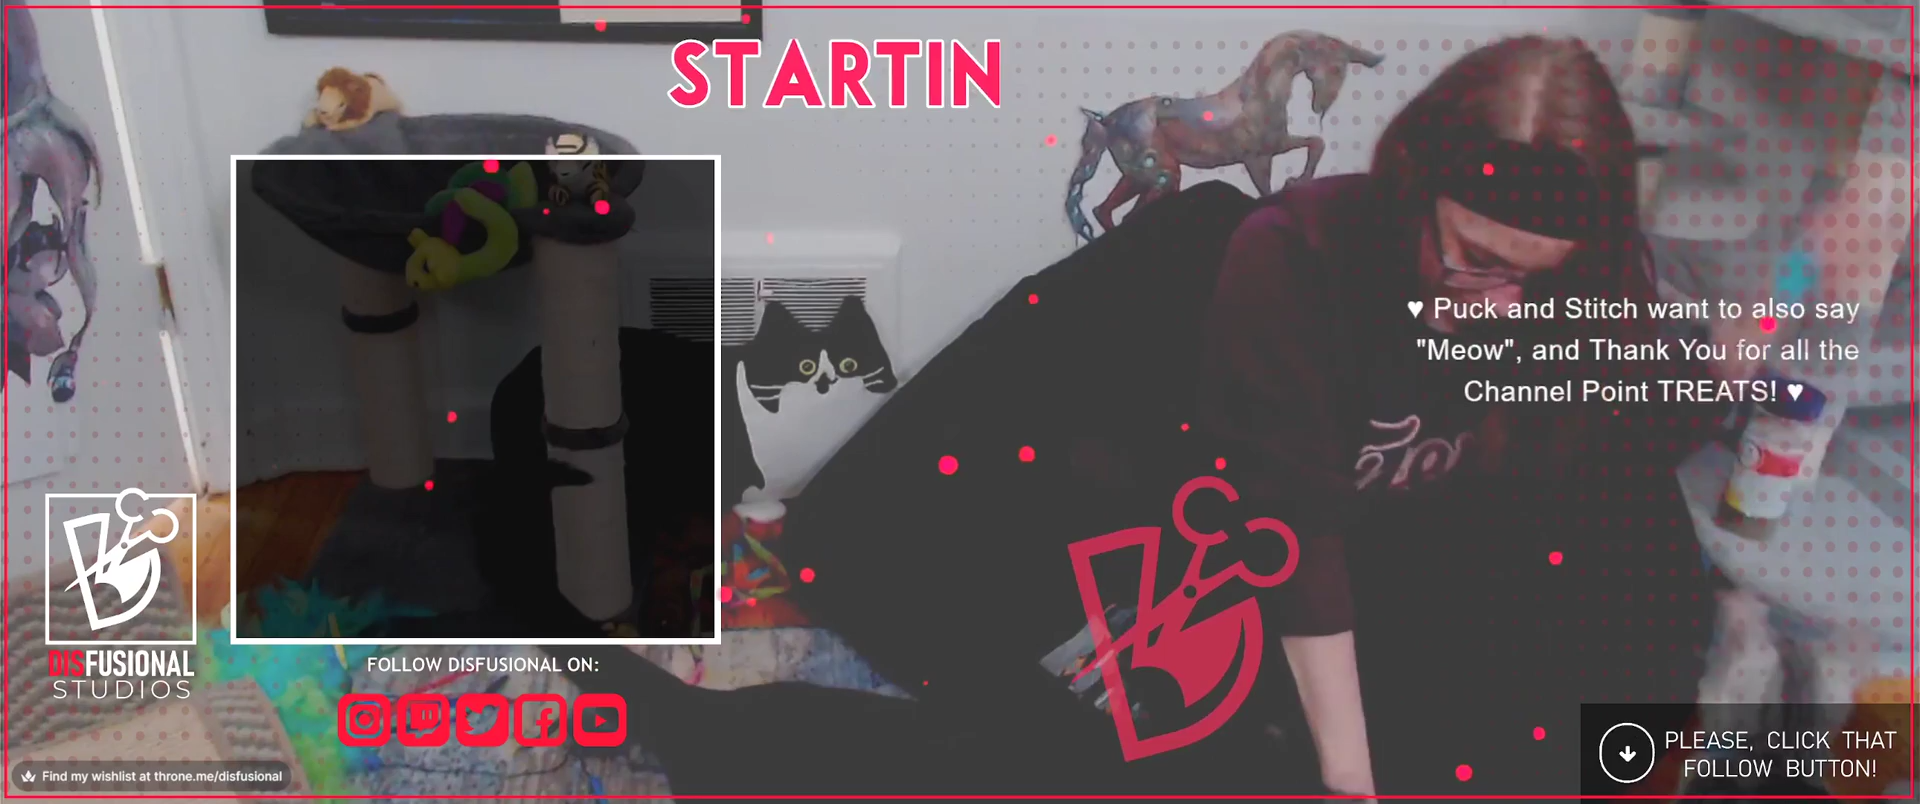 STARTIN
♥ Puck and Stitch want to also say
"Meow", and Thank You for all the
Channel Point TREATS! ♥
DISFUSIONAL
STUDIOS
FOLLOW DISFUSIONAL ON:
Find my wishlist at throne.me/disfusional
PLEASE, CLICK THAT
FOLLOW BUTTON!